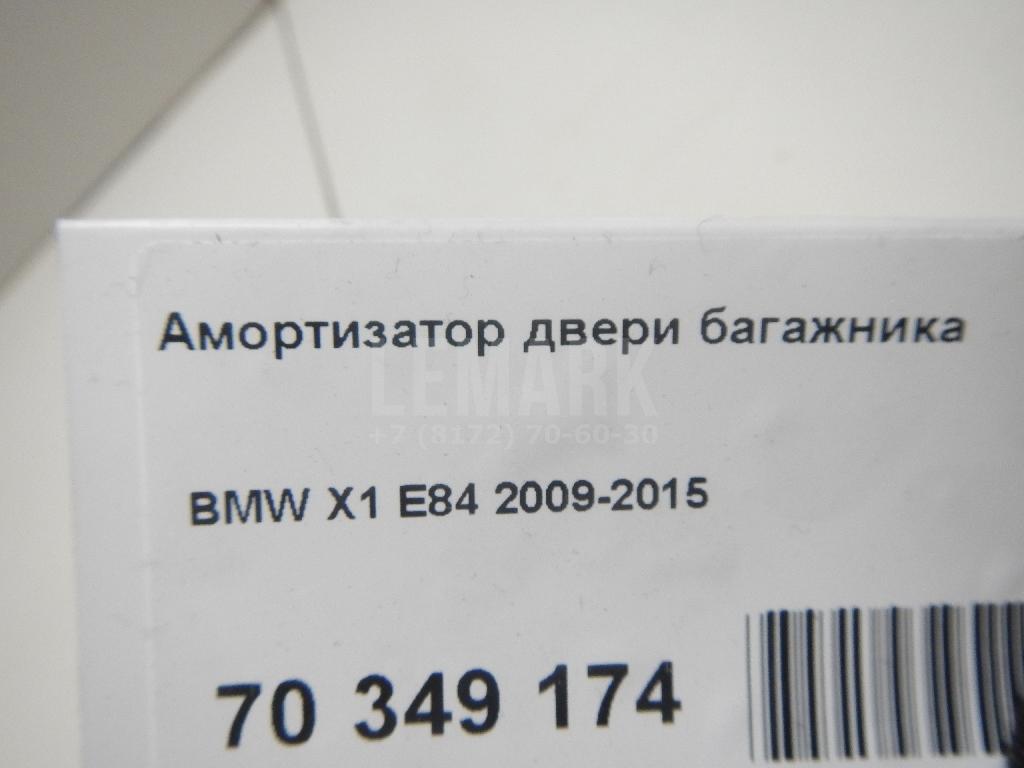 Амортизатор двери багажника
LEMARK
+7 (8172) 70-60-30
BMW X1 E84 2009-2015
70 349 174